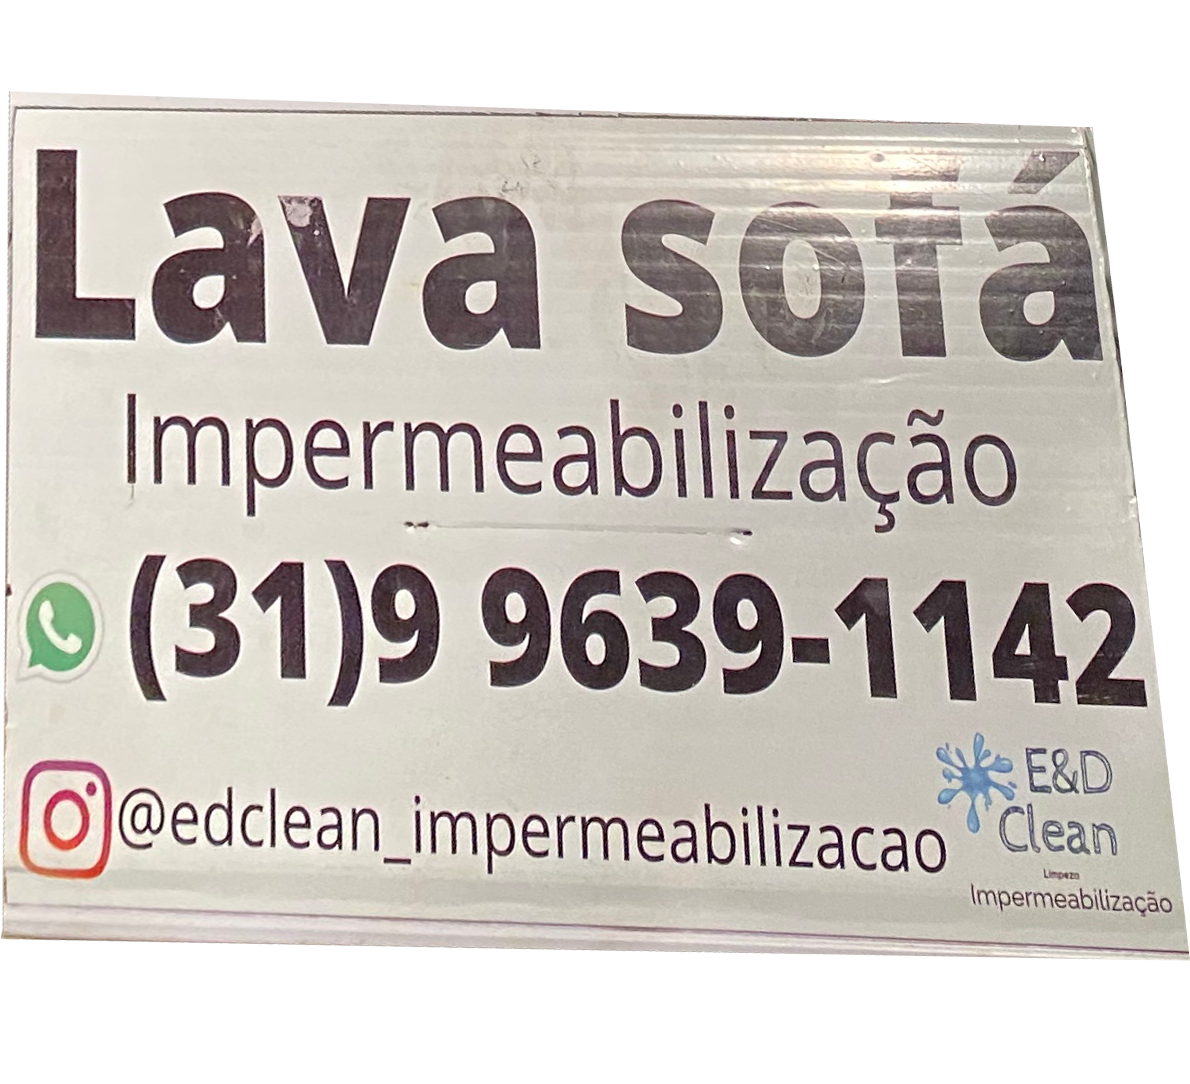 Lava sofá
Impermeabilização
(31)9 9639-1142
@edclean_impermeabilizacao
E&D
Clean
Limpeza
Impermeabilização